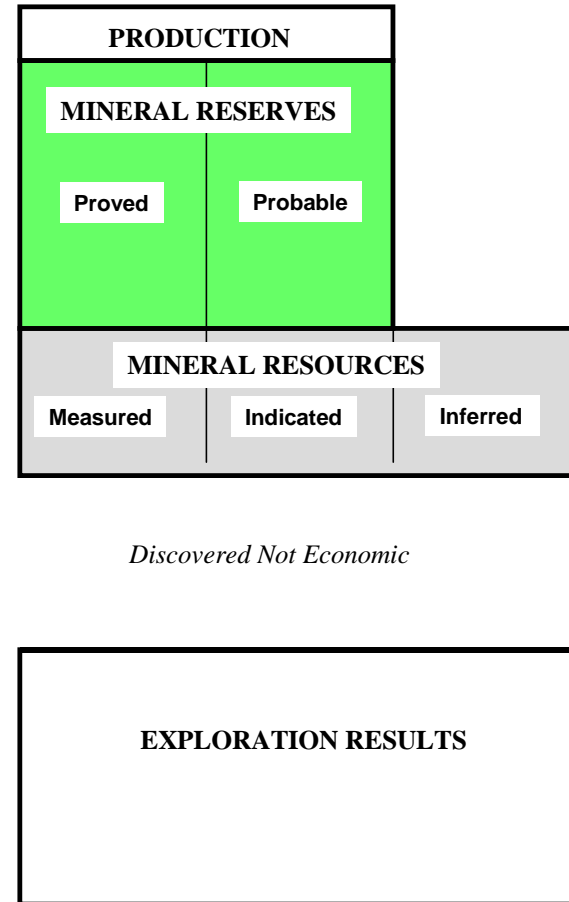 PRODUCTION
MINERAL RESERVES
Proved Probable
MINERAL RESOURCES
Measured Indicated Inferred
Discovered Not Economic
EXPLORATION RESULTS